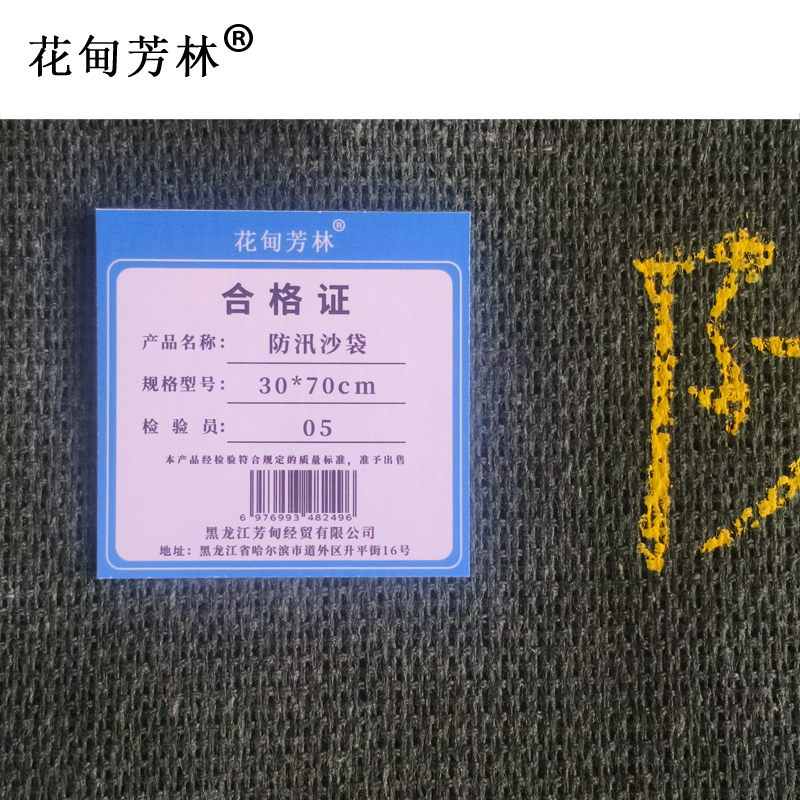 花甸芳林®
花甸芳林®
合格证
产品名称： 防汛沙袋
规格型号： 30*70cm
检 验 员： 05
本产品经检验符合规定的质量标准，准予出售
6 976993 482496
黑龙江芳甸经贸有限公司
地址：黑龙江省哈尔滨市道外区升平街16号